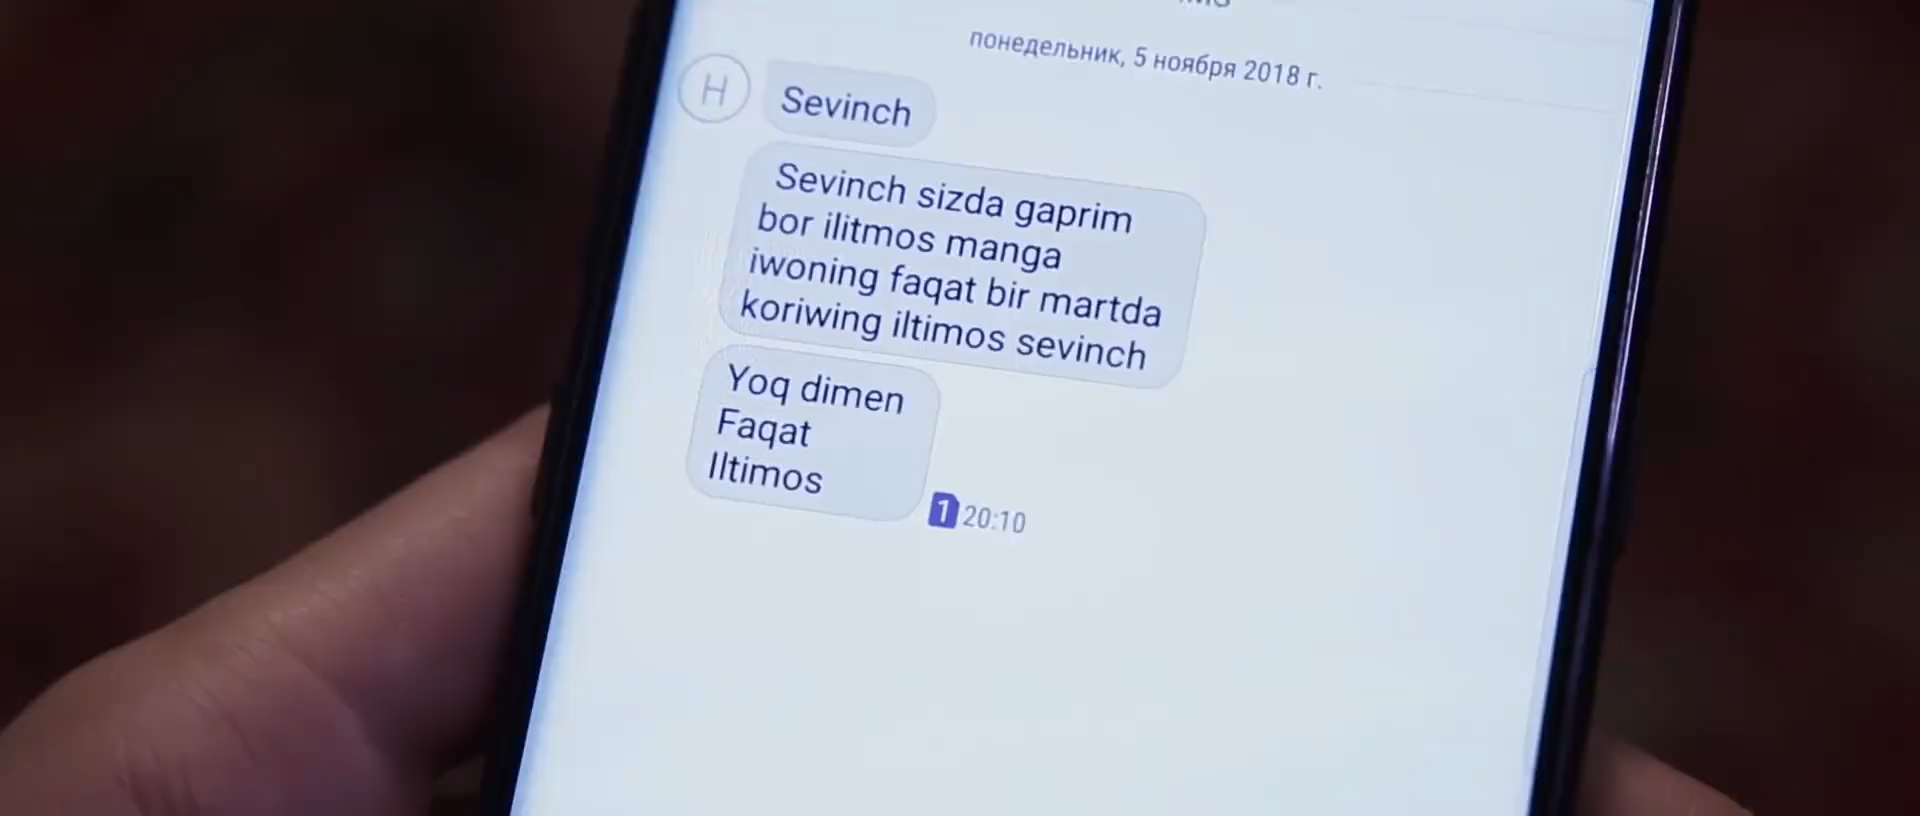 понедельник, 5 ноября 2018 г.
H
Sevinch
Sevinch sizda gaprim
bor ilitmos manga
iwoning faqat bir martda
koriwing iltimos sevinch
Yoq dimen
Faqat
Iltimos
1 20:10